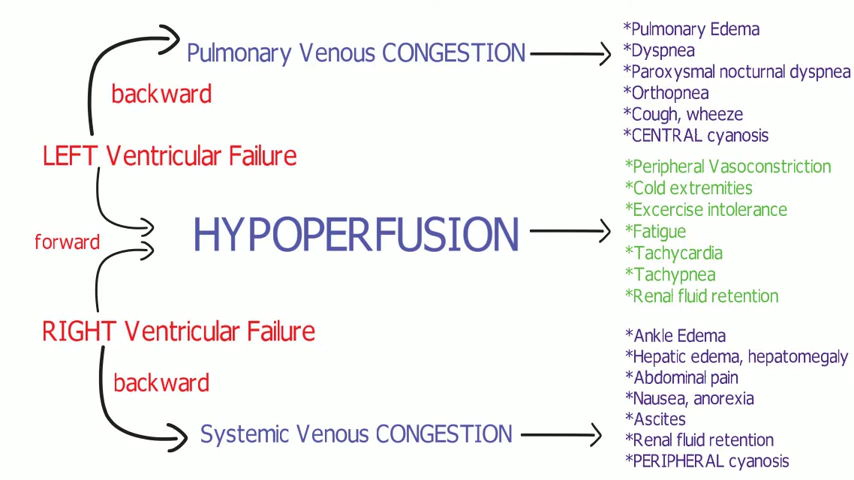 Pulmonary Venous CONGESTION
backward
LEFT Ventricular Failure
forward
HYPOPERFUSION
RIGHT Ventricular Failure
backward
Systemic Venous CONGESTION
*Pulmonary Edema
*Dyspnea
*Paroxysmal nocturnal dyspnea
*Orthopnea
*Cough, wheeze
*CENTRAL cyanosis
*Peripheral Vasoconstriction
*Cold extremities
*Excercise intolerance
*Fatigue
*Tachycardia
*Tachypnea
*Renal fluid retention
*Ankle Edema
*Hepatic edema, hepatomegaly
*Abdominal pain
*Nausea, anorexia
*Ascites
*Renal fluid retention
*PERIPHERAL cyanosis